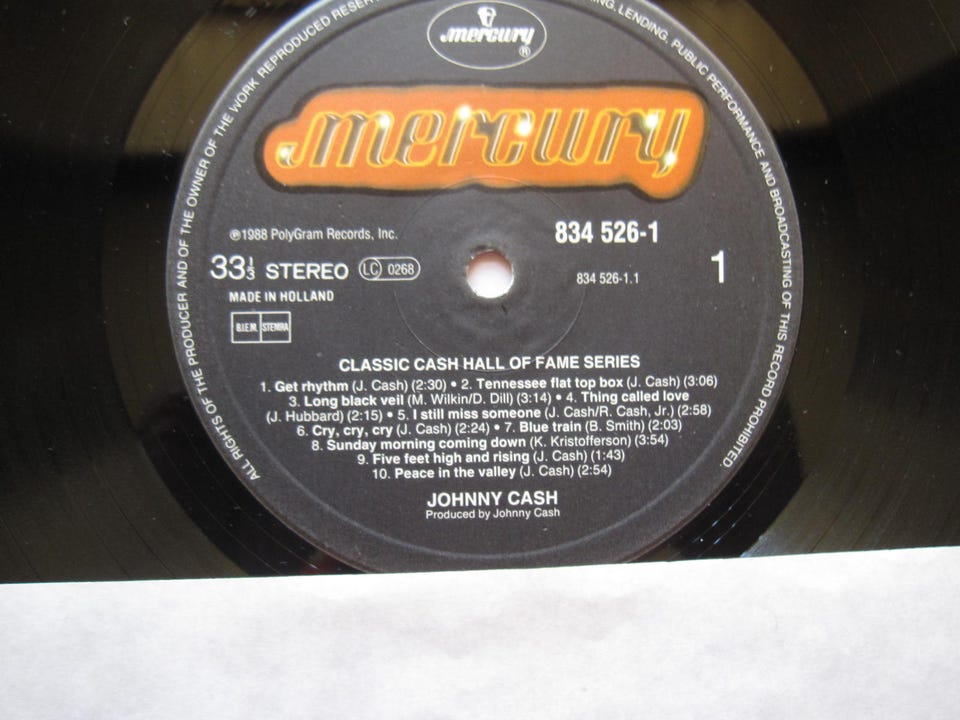 mercury
®
mercury
ALL RIGHTS OF THE PRODUCER AND OF THE OWNER OF THE WORK REPRODUCED RESER
NG. LENDING. PUBLIC PERFORMANCE AND BROADCASTING OF THIS RECORD PROHIBITED.
℗1988 PolyGram Records, Inc.
834 526-1
33⅓ STEREO LC 0268
834 526-1.1
1
MADE IN HOLLAND
B.I.E.M. STEMRA
CLASSIC CASH HALL OF FAME SERIES
1. Get rhythm (J. Cash) (2:30) • 2. Tennessee flat top box (J. Cash) (3:06)
3. Long black veil (M. Wilkin/D. Dill) (3:14) • 4. Thing called love
(J. Hubbard) (2:15) • 5. I still miss someone (J. Cash/R. Cash, Jr.) (2:58)
6. Cry, cry, cry (J. Cash) (2:24) • 7. Blue train (B. Smith) (2:03)
8. Sunday morning coming down (K. Kristofferson) (3:54)
9. Five feet high and rising (J. Cash) (1:43)
10. Peace in the valley (J. Cash) (2:54)
JOHNNY CASH
Produced by Johnny Cash